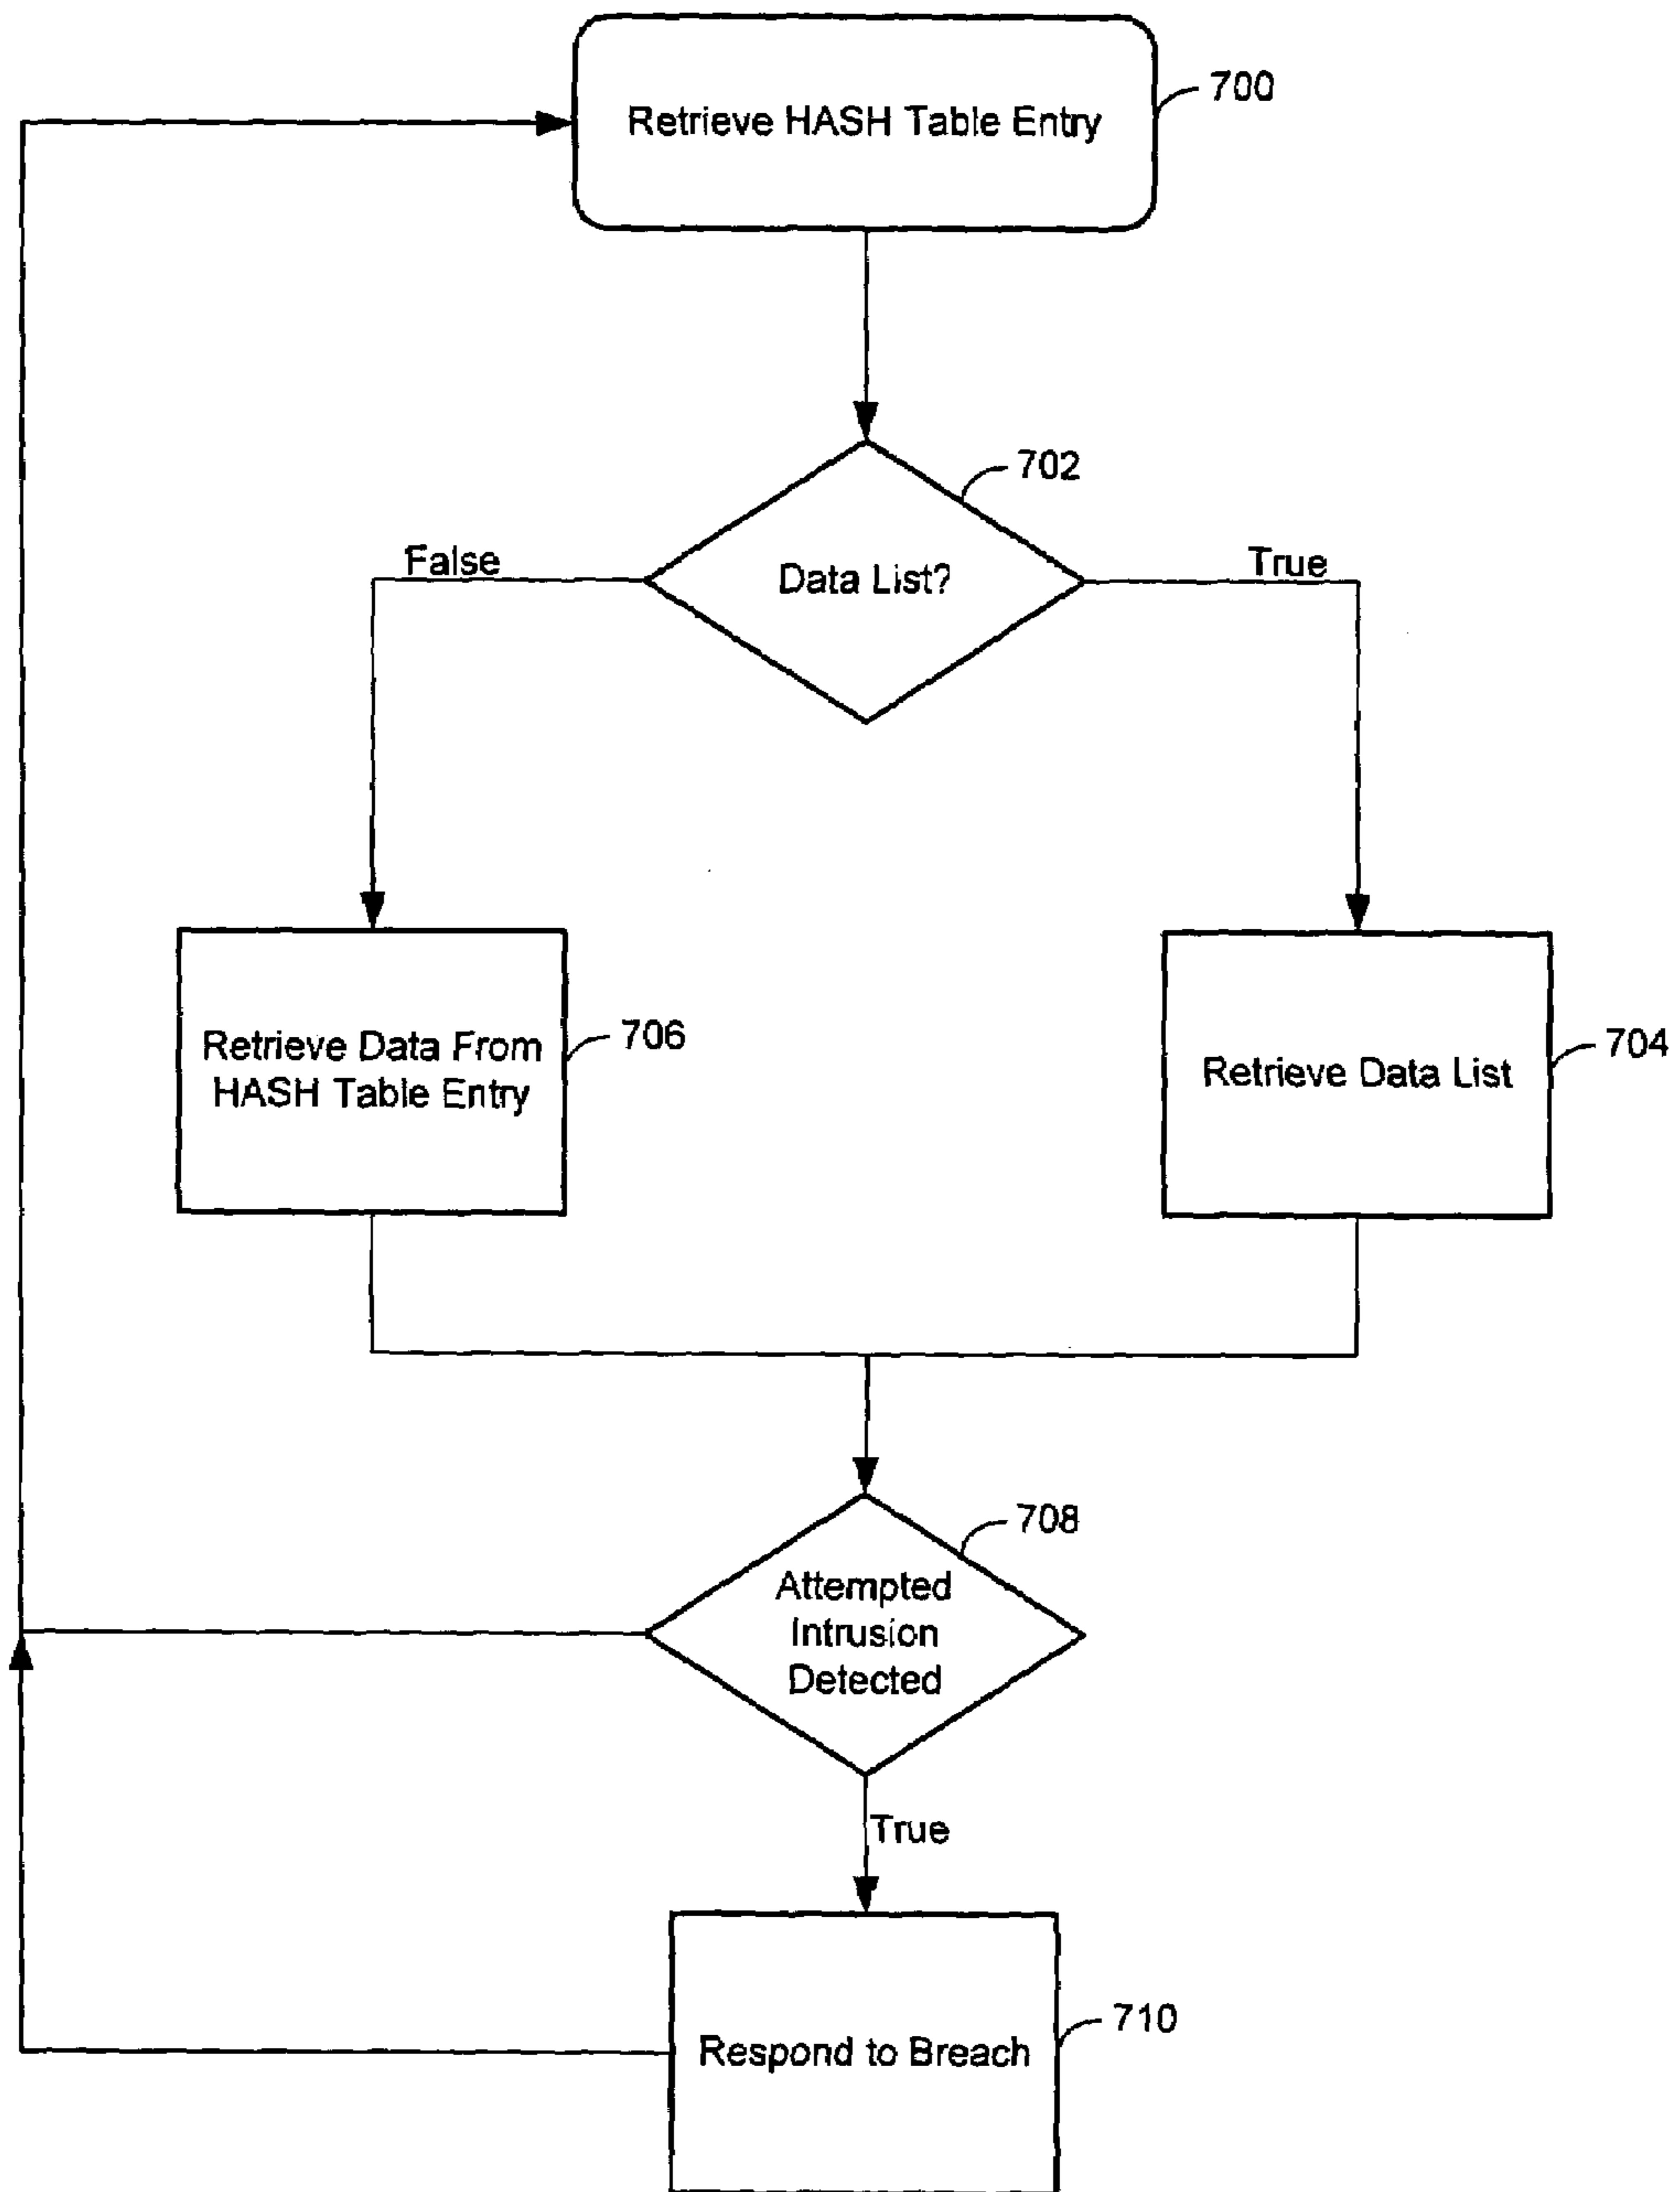 Retrieve HASH Table Entry
700
702
Data List?
False
True
Retrieve Data From
HASH Table Entry
706
Retrieve Data List
704
708
Attempted
Intrusion
Detected
True
Respond to Breach
710